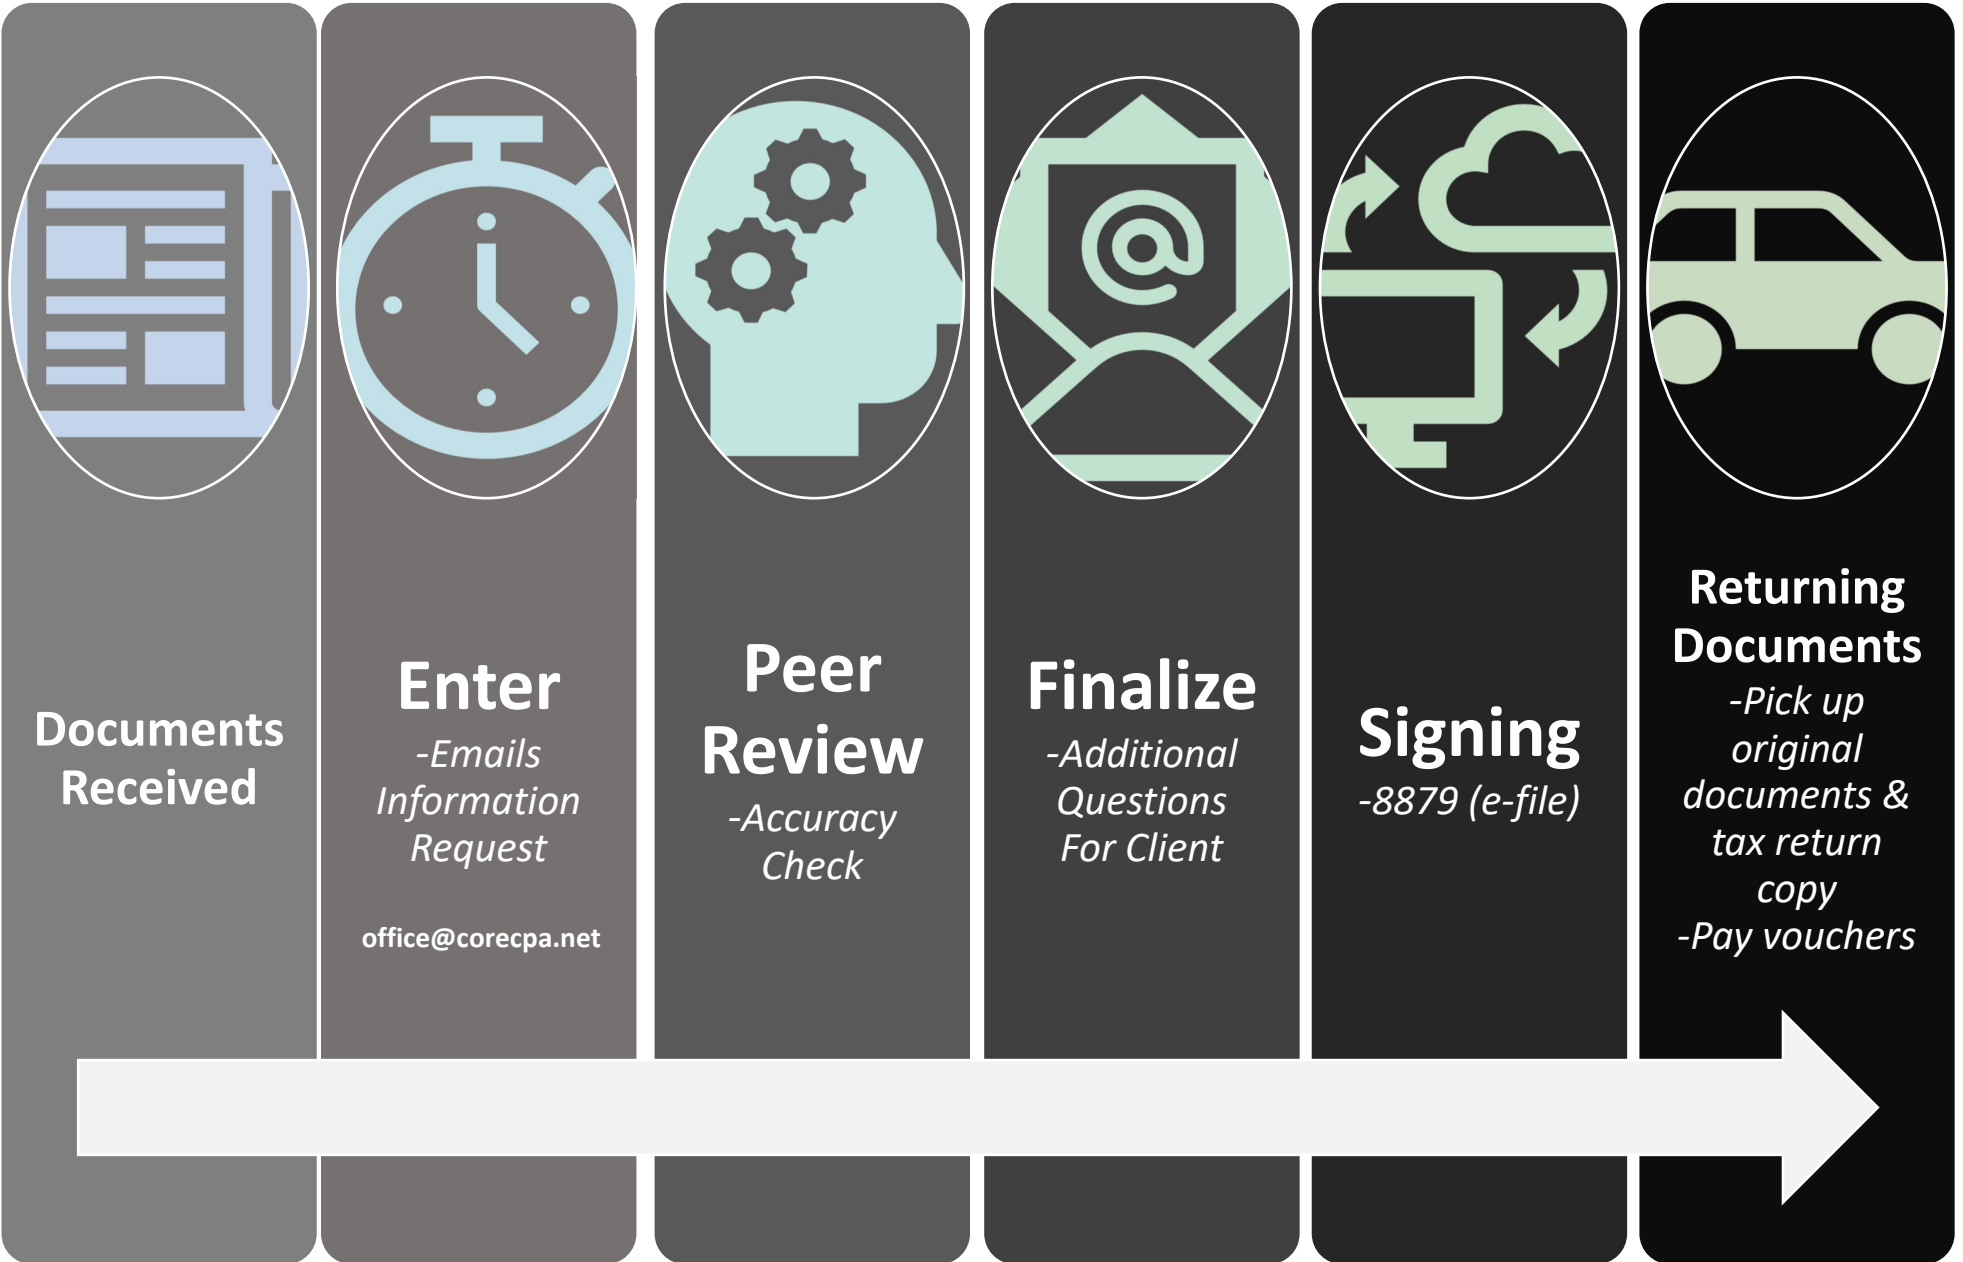 Documents
Received
Enter
-Emails
Information
Request
office@corecpa.net
Peer
Review
-Accuracy
Check
Finalize
-Additional
Questions
For Client
Signing
-8879 (e-file)
Returning
Documents
-Pick up
original
documents &
tax return
copy
-Pay vouchers